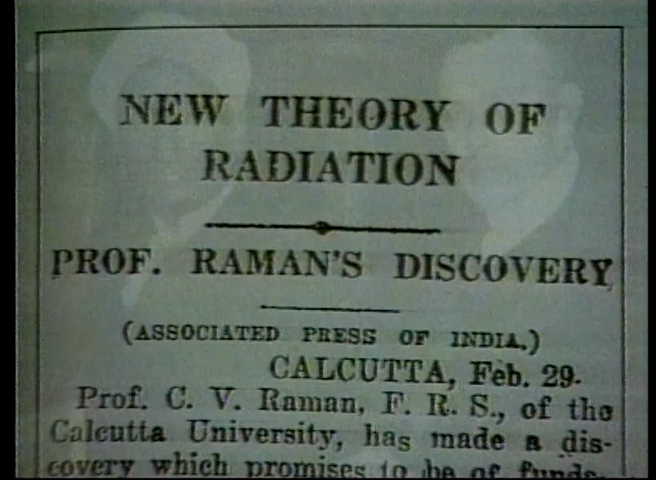 NEW THEORY OF
RADIATION
PROF. RAMAN'S DISCOVERY
(ASSOCIATED PRESS OF INDIA.)
CALCUTTA, Feb. 29.
Prof. C. V. Raman, F. R. S., of the
Calcutta University, has made a dis-
covery which promises to be of funda-